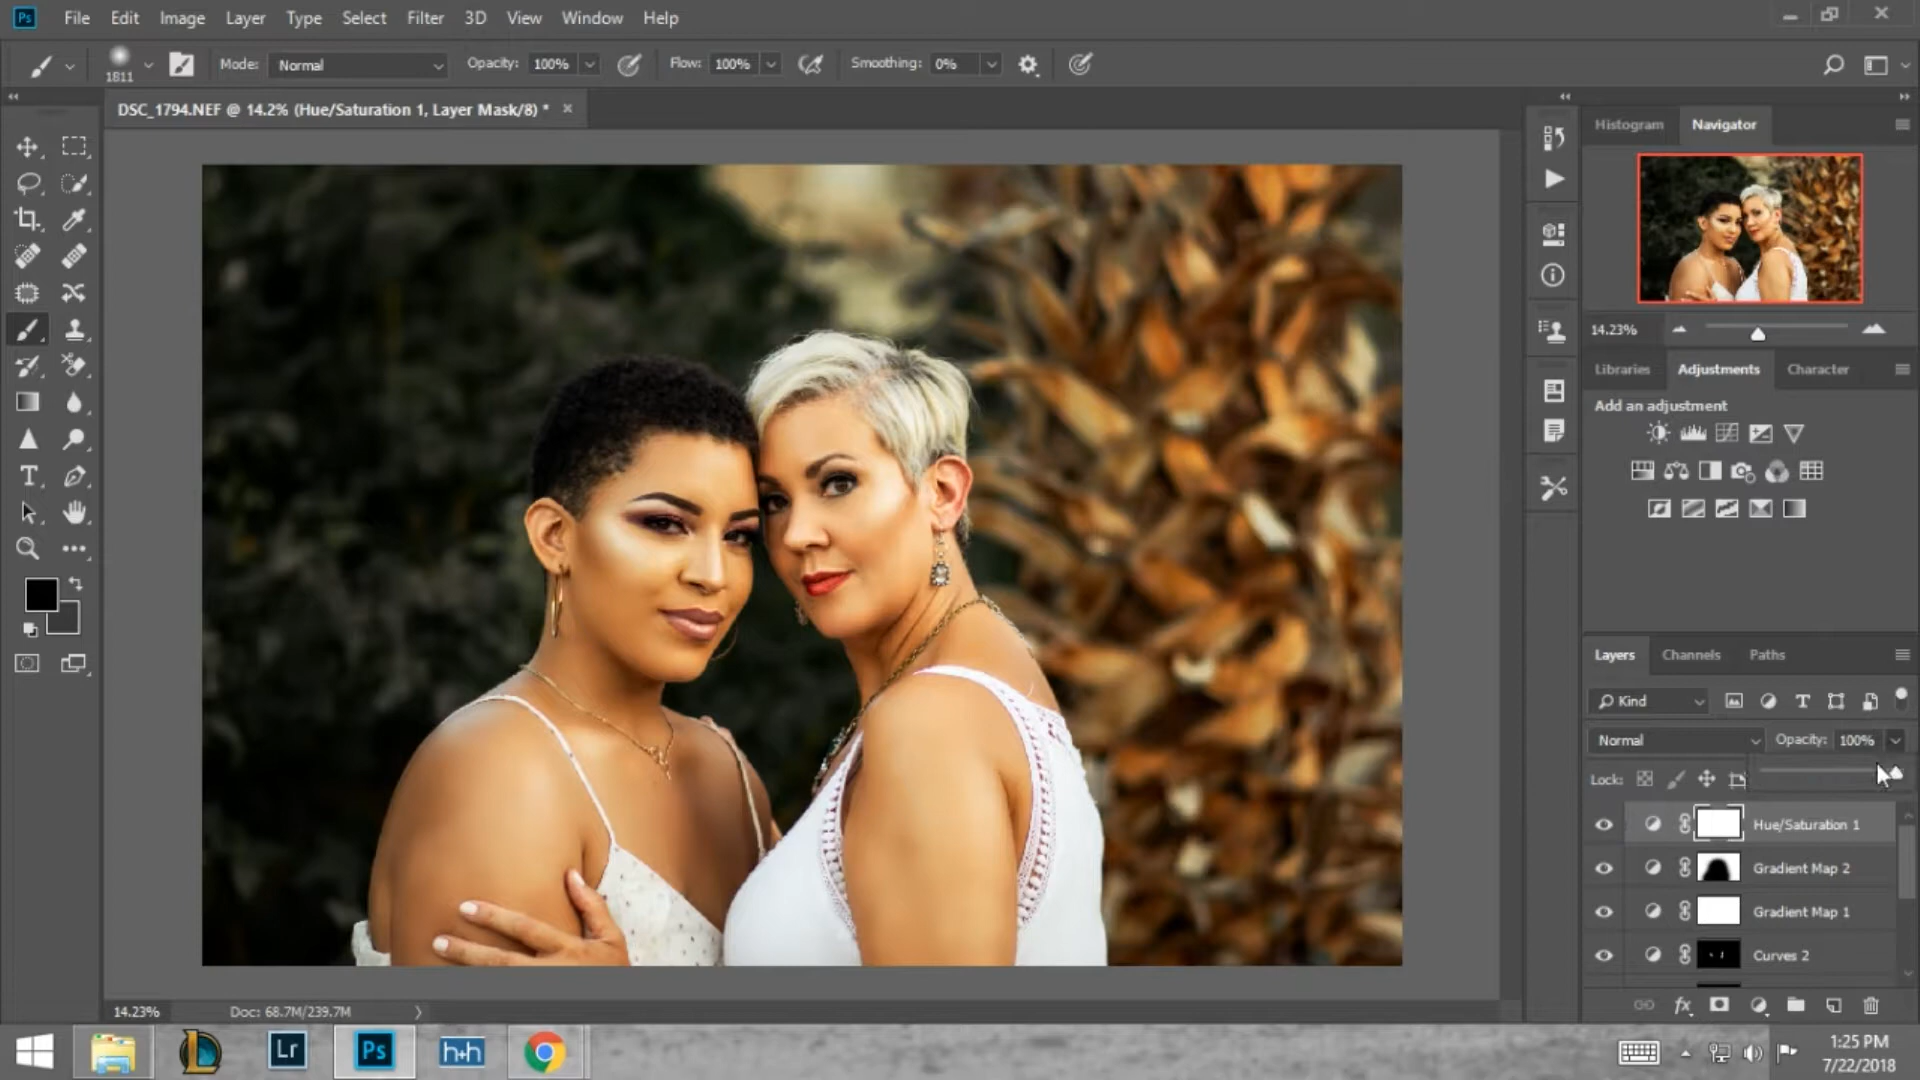 Ps File Edit Image Layer Type Select Filter 3D View Window Help
1811 Mode: Normal Opacity: 100% Flow: 100% Smoothing: 0%
DSC_1794.NEF @ 14.2% (Hue/Saturation 1, Layer Mask/8) * ×
Histogram Navigator
14.23%
Libraries Adjustments Character
Add an adjustment
Layers Channels Paths
Kind
Normal Opacity: 100%
Lock:
Hue/Saturation 1
Gradient Map 2
Gradient Map 1
Curves 2
fx
14.23% Doc: 68.7M/239.7M
Lr Ps h+h
1:25 PM
7/22/2018